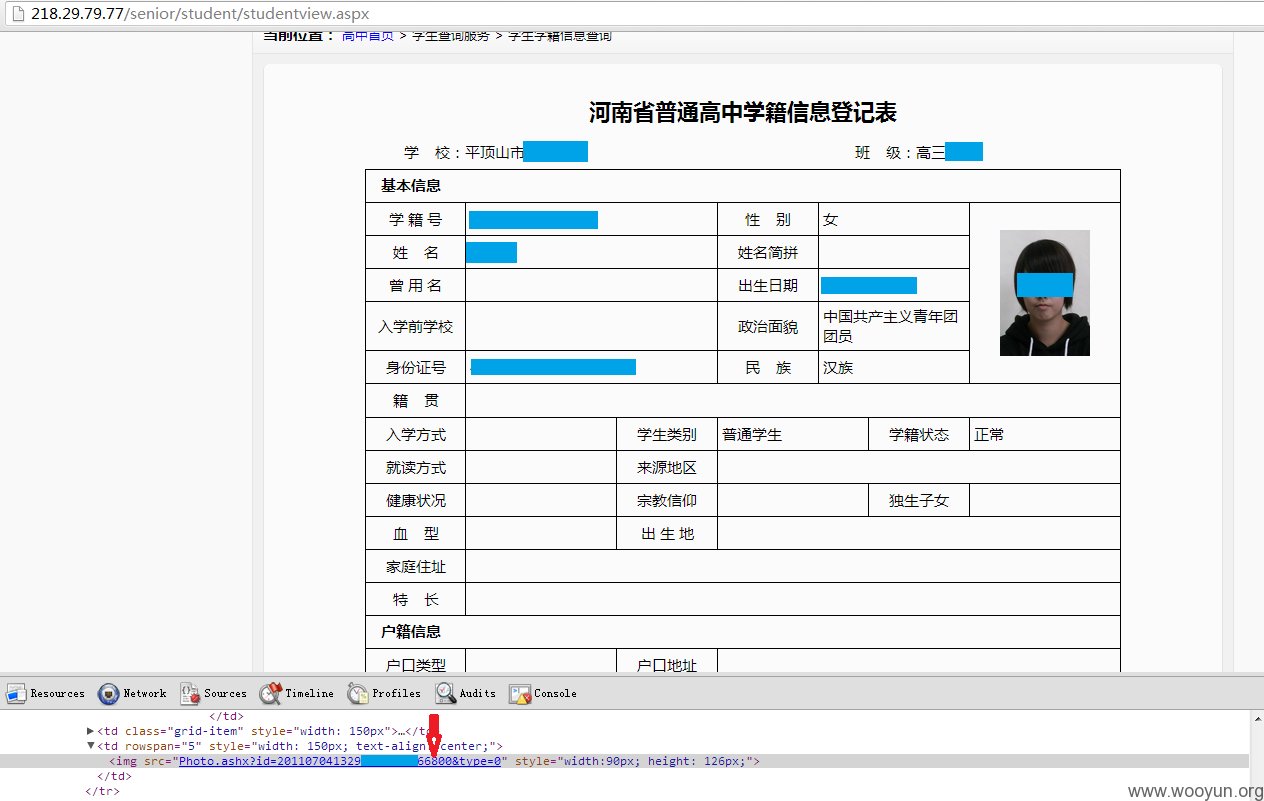 218.29.79.77/senior/student/studentview.aspx
当前位置： 高中首页 > 学生查询服务 > 学生学籍信息查询
河南省普通高中学籍信息登记表
学 校：平顶山市 班 级：高三
基本信息
学 籍 号 性 别 女
姓 名 姓名简拼
曾 用 名 出生日期
入学前学校 政治面貌 中国共产主义青年团
团员
身份证号 民 族 汉族
籍 贯
入学方式 学生类别 普通学生 学籍状态 正常
就读方式 来源地区
健康状况 宗教信仰 独生子女
血 型 出 生 地
家庭住址
特 长
户籍信息
户口类型 户口地址
Resources Network Sources Timeline Profiles Audits Console
</td>
<td class="grid-item" style="width: 150px">…</td>
<td rowspan="5" style="width: 150px; text-align: center;">
<img src="Photo.ashx?id=201107041329 66800&type=0" style="width:90px; height: 126px;">
</td>
</tr>
www.wooyun.org